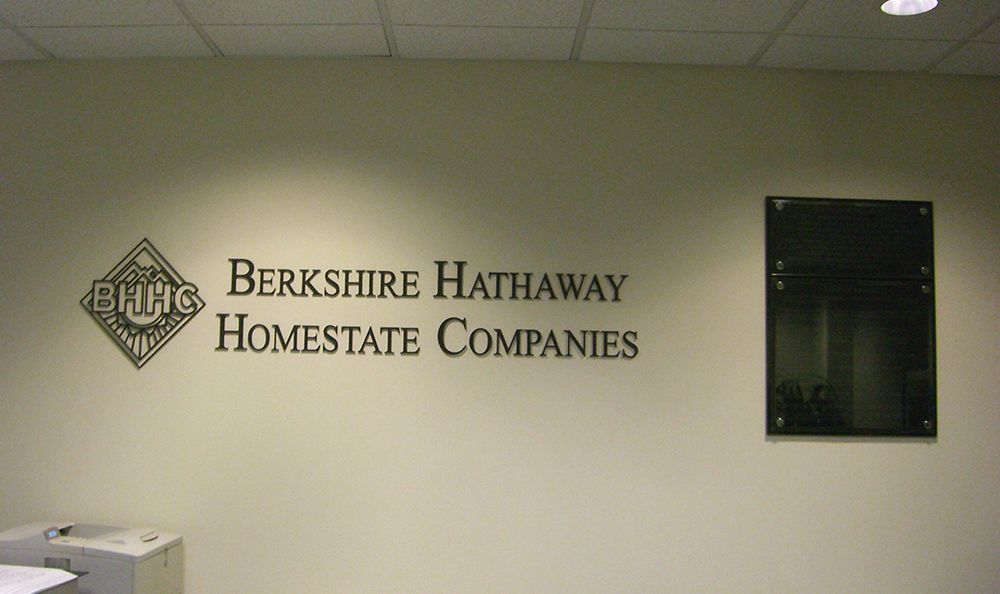 BHHC
BERKSHIRE HATHAWAY
HOMESTATE COMPANIES